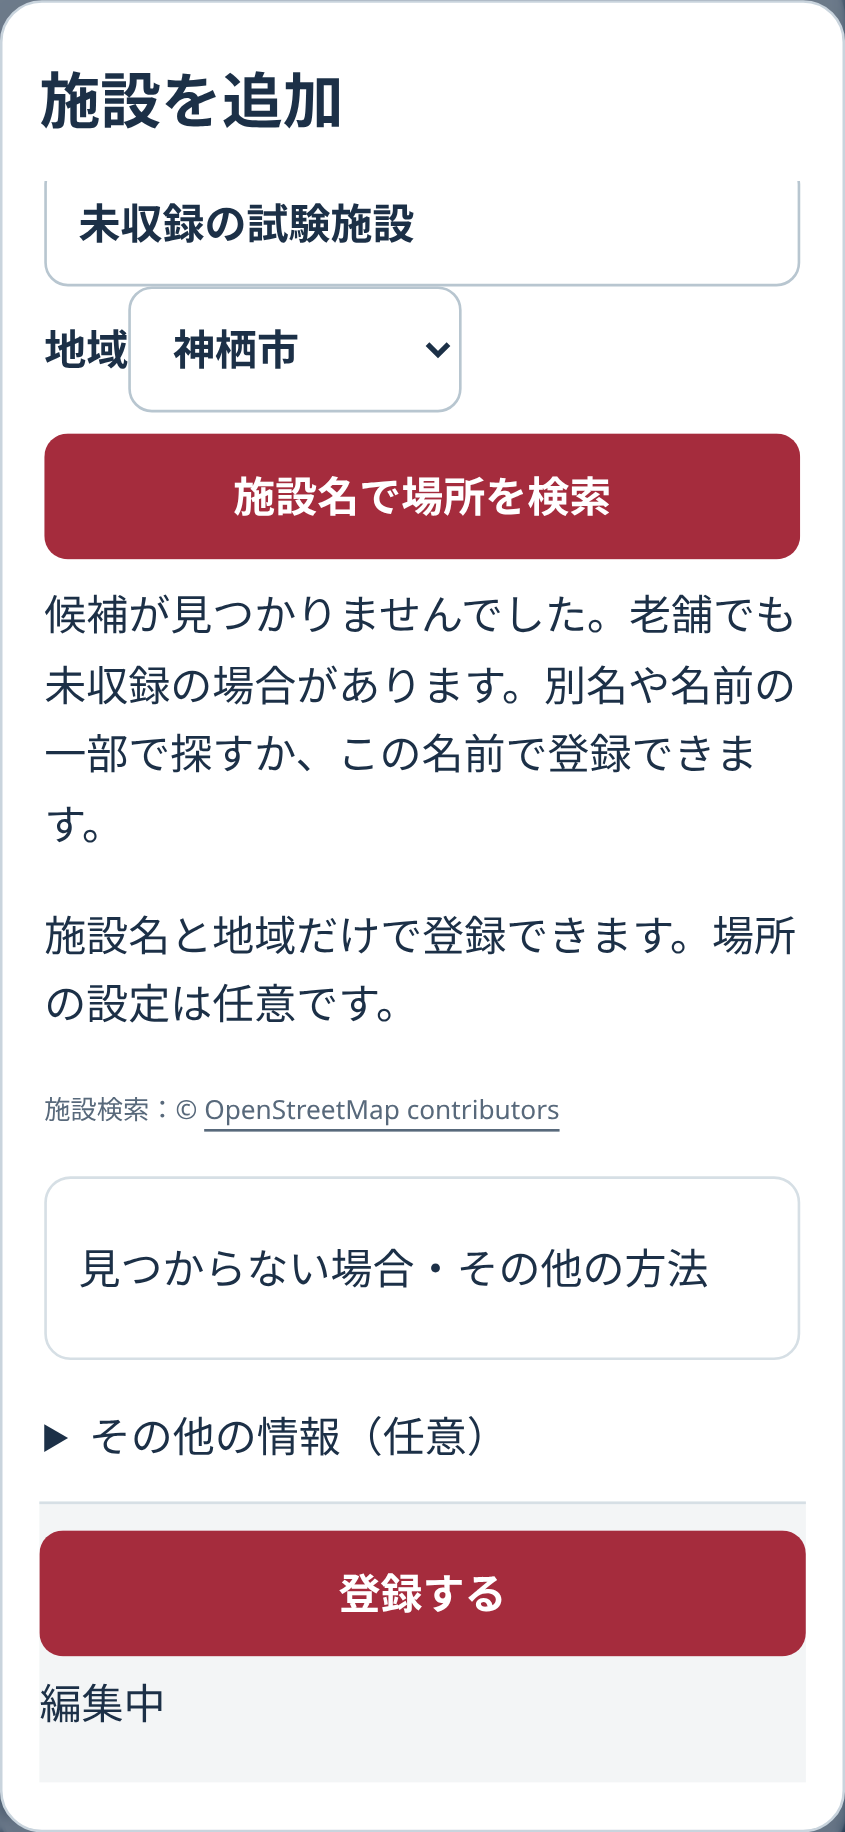 施設を追加
未収録の試験施設
地域 神栖市
施設名で場所を検索
候補が見つかりませんでした。老舗でも
未収録の場合があります。別名や名前の
一部で探すか、この名前で登録できま
す。
施設名と地域だけで登録できます。場所
の設定は任意です。
施設検索：© OpenStreetMap contributors
見つからない場合・その他の方法
▶ その他の情報（任意）
登録する
編集中